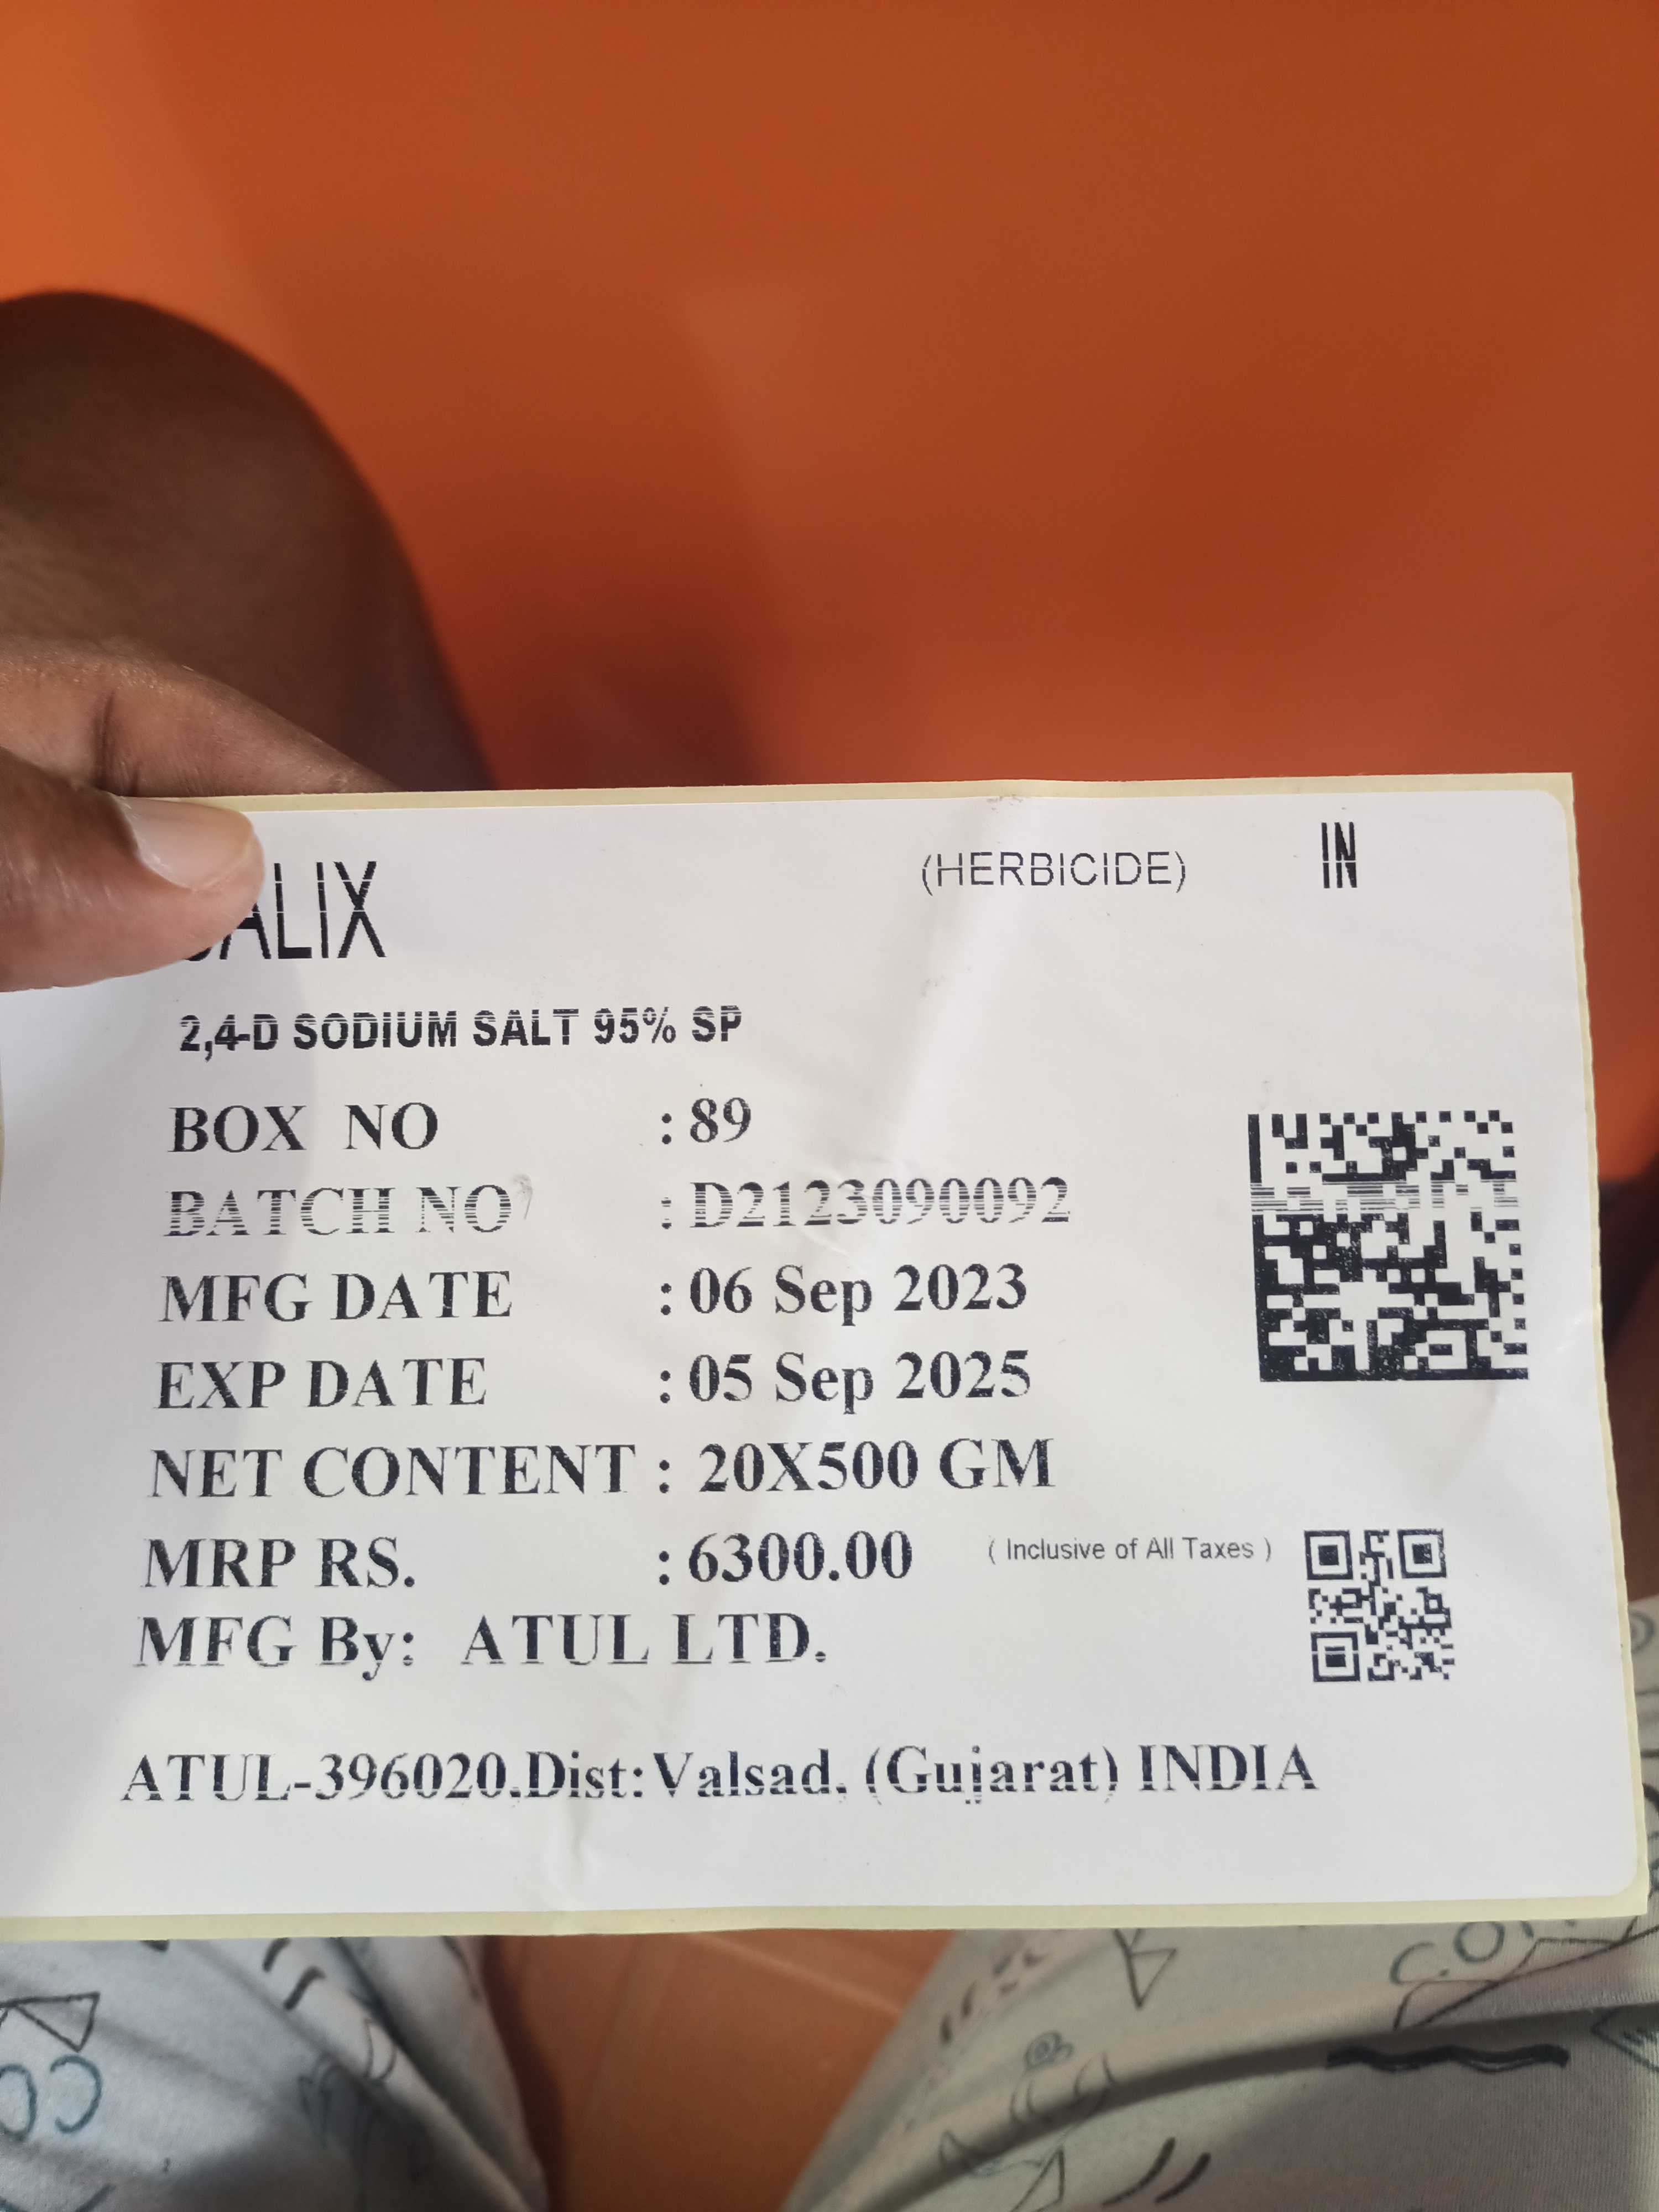 (HERBICIDE) IN
2,4-D SODIUM SALT 95% SP
BOX NO : 89
BATCH NO : D2123090092
MFG DATE : 06 Sep 2023
EXP DATE : 05 Sep 2025
NET CONTENT : 20X500 GM
MRP RS. : 6300.00 ( Inclusive of All Taxes )
MFG By: ATUL LTD.
ATUL-396020.Dist:Valsad. (Gujarat) INDIA